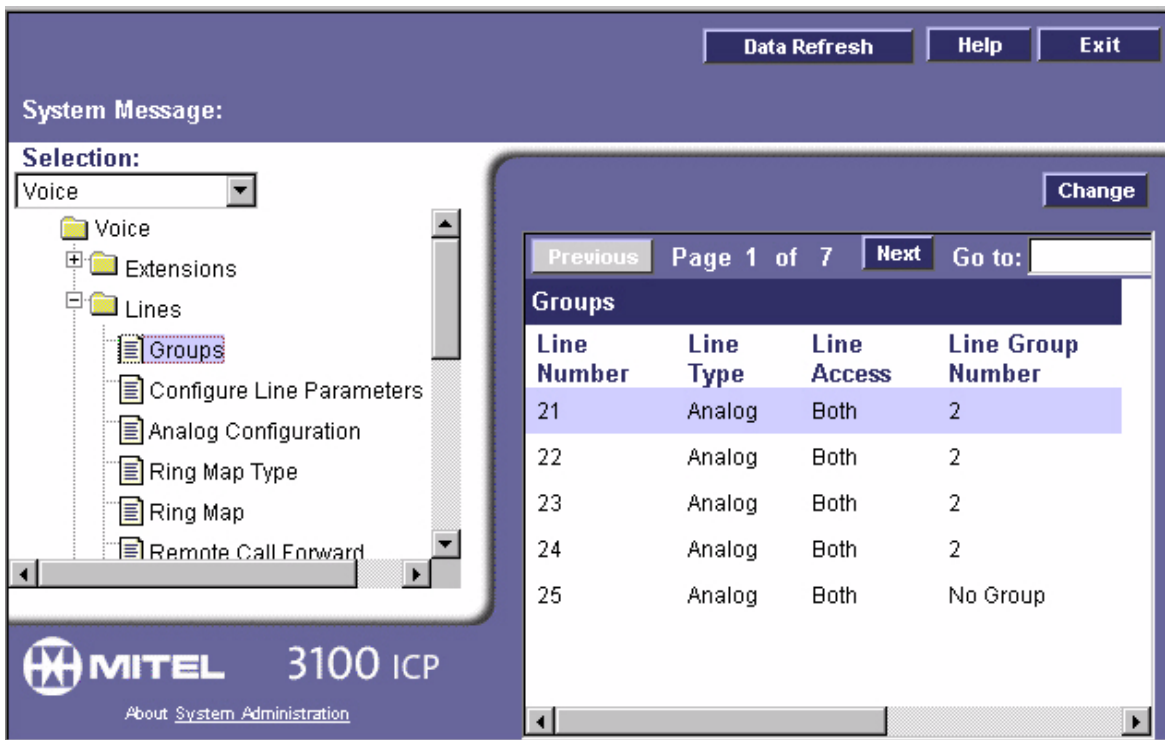 Data Refresh Help Exit
System Message:
Selection:
Voice
Voice
Extensions
Lines
Groups
Configure Line Parameters
Analog Configuration
Ring Map Type
Ring Map
Remote Call Forward
MITEL 3100 ICP
About System Administration
Change
Previous Page 1 of 7 Next Go to:
Groups
Line Number Line Type Line Access Line Group Number
21 Analog Both 2
22 Analog Both 2
23 Analog Both 2
24 Analog Both 2
25 Analog Both No Group